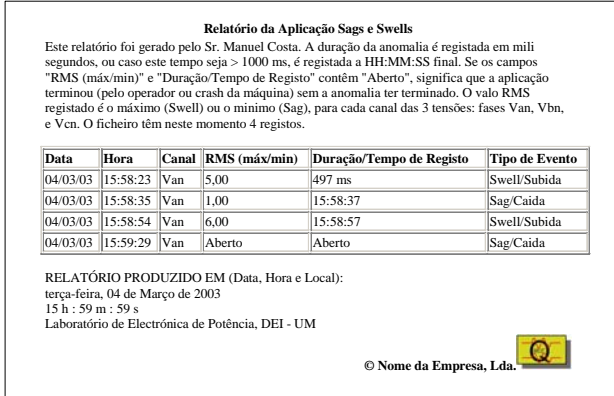 Relatório da Aplicação Sags e Swells
Este relatório foi gerado pelo Sr. Manuel Costa. A duração da anomalia é registada em mili
segundos, ou caso este tempo seja > 1000 ms, é registada a HH:MM:SS final. Se os campos
"RMS (máx/min)" e "Duração/Tempo de Registo" contêm "Aberto", significa que a aplicação
terminou (pelo operador ou crash da máquina) sem a anomalia ter terminado. O valo RMS
registado é o máximo (Swell) ou o minimo (Sag), para cada canal das 3 tensões: fases Van, Vbn,
e Vcn. O ficheiro têm neste momento 4 registos.
Data Hora Canal RMS (máx/min) Duração/Tempo de Registo Tipo de Evento
04/03/03 15:58:23 Van 5,00 497 ms Swell/Subida
04/03/03 15:58:35 Van 1,00 15:58:37 Sag/Caida
04/03/03 15:58:54 Van 6,00 15:58:57 Swell/Subida
04/03/03 15:59:29 Van Aberto Aberto Sag/Caida
RELATÓRIO PRODUZIDO EM (Data, Hora e Local):
terça-feira, 04 de Março de 2003
15 h : 59 m : 59 s
Laboratório de Electrónica de Potência, DEI - UM
© Nome da Empresa, Lda. Q